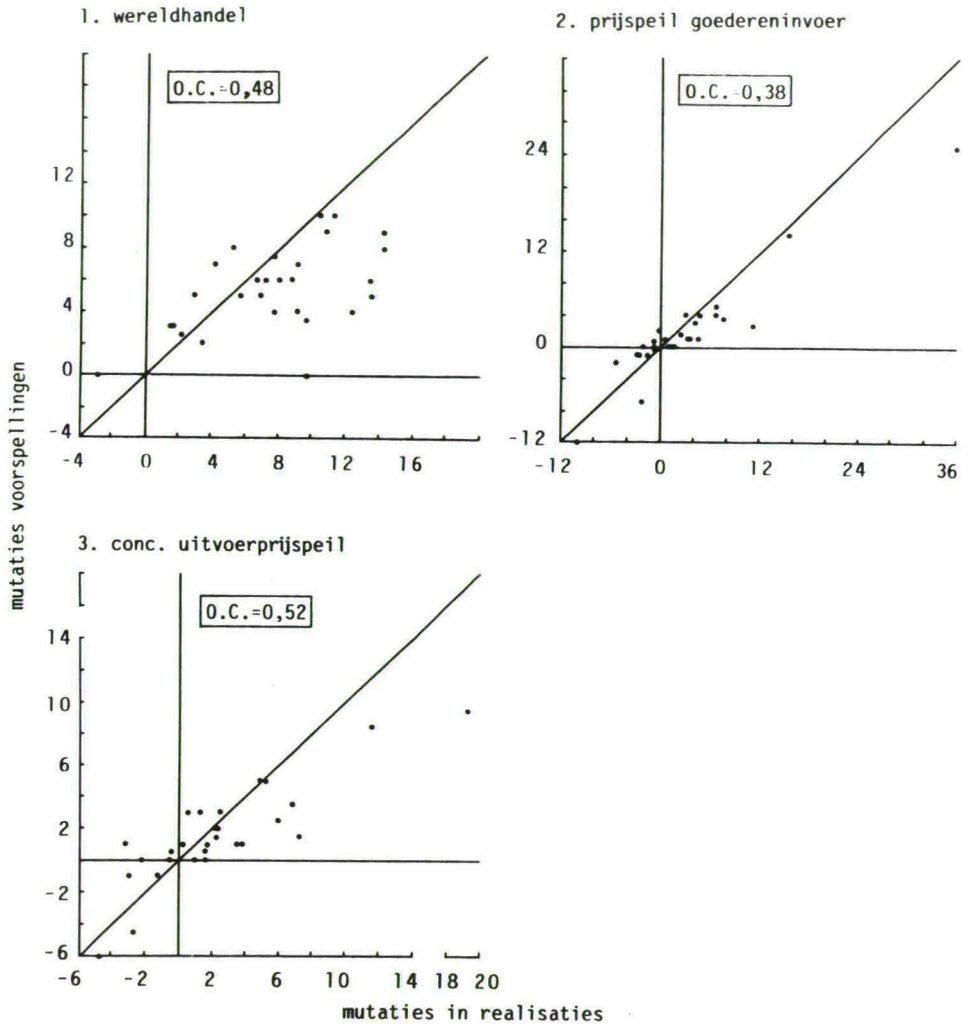 1. wereldhandel
O.C.=0,48
12
8
4
0
-4
-4 0 4 8 12 16
2. prijspeil goedereninvoer
O.C.=0,38
24
12
0
-12
-12 0 12 24 36
mutaties voorspellingen
3. conc. uitvoerprijspeil
O.C.=0,52
14
10
6
2
-2
-6
-6 -2 2 6 10 14 18 20
mutaties in realisaties